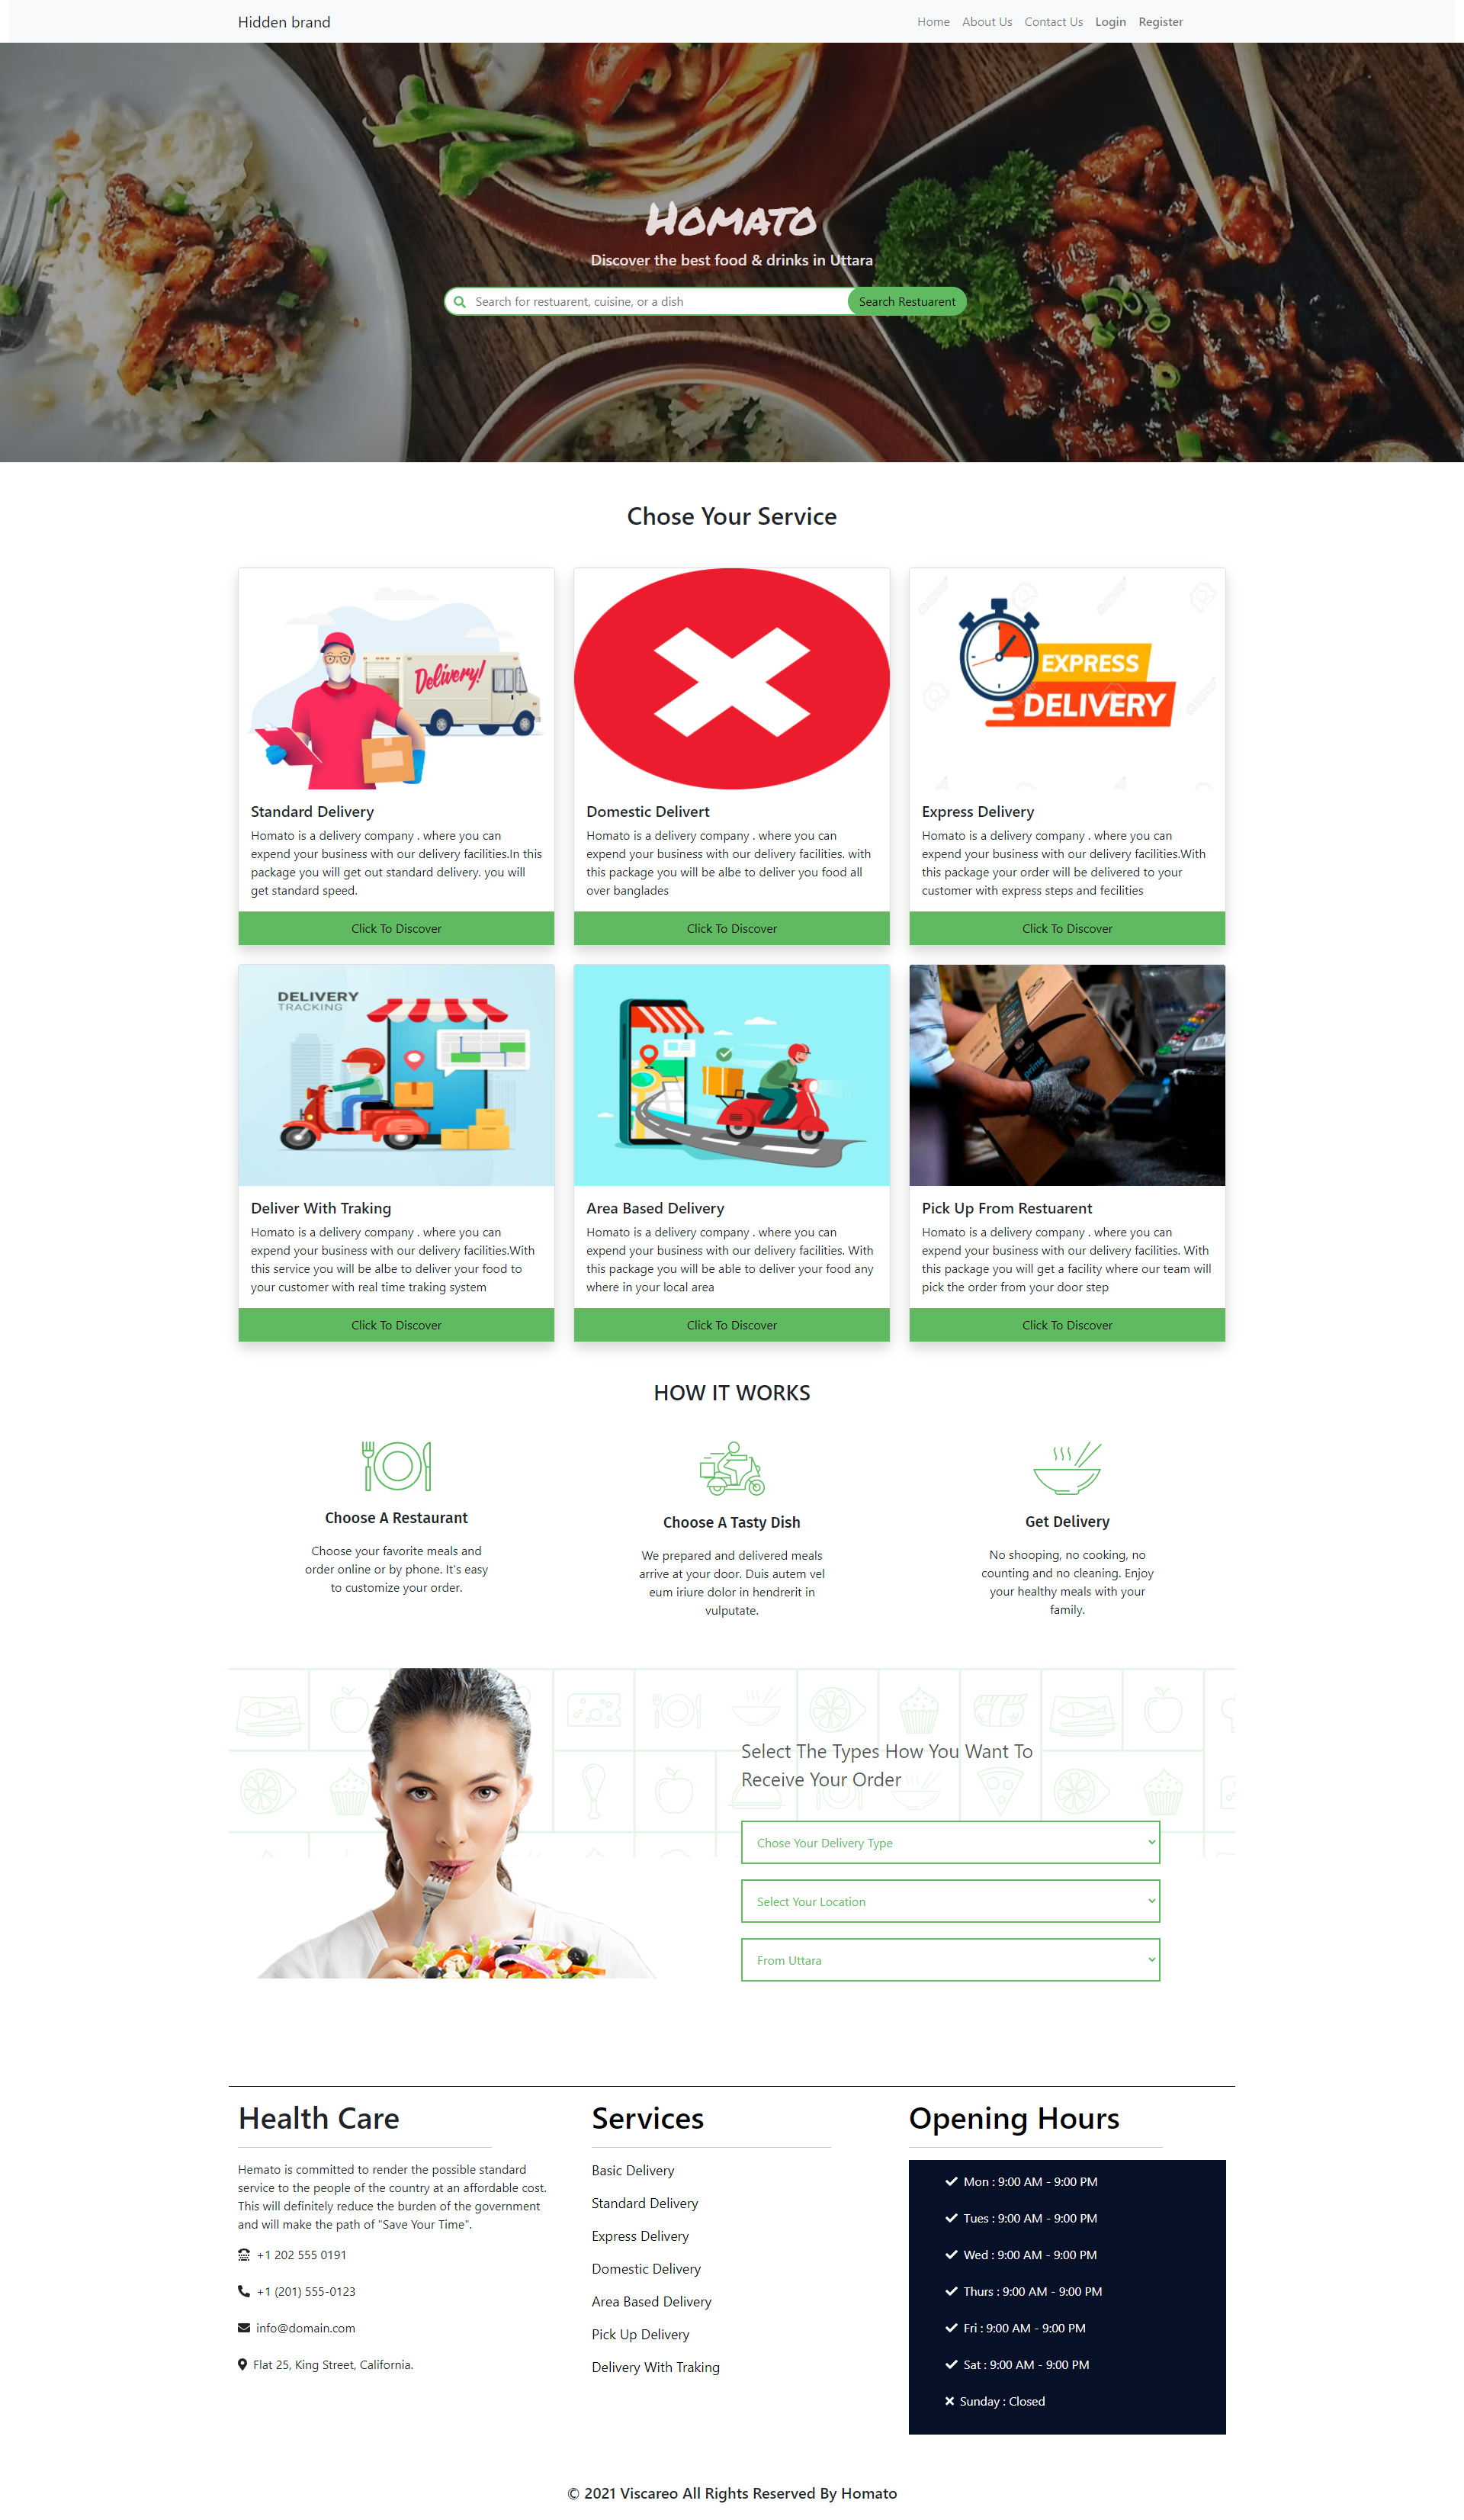 Hidden brand
Home About Us Contact Us Login Register
Homato
Discover the best food & drinks in Uttara
Search for restuarent, cuisine, or a dish
Search Restuarent
Chose Your Service
Delivery!
Standard Delivery
Homato is a delivery company . where you can
expend your business with our delivery facilities.In this
package you will get out standard delivery. you will
get standard speed.
Click To Discover
Domestic Delivert
Homato is a delivery company . where you can
expend your business with our delivery facilities. with
this package you will be albe to deliver you food all
over banglades
Click To Discover
EXPRESS
DELIVERY
Express Delivery
Homato is a delivery company . where you can
expend your business with our delivery facilities.With
this package your order will be delivered to your
customer with express steps and fecilities
Click To Discover
DELIVERY
TRACKING
Deliver With Traking
Homato is a delivery company . where you can
expend your business with our delivery facilities.With
this service you will be albe to deliver your food to
your customer with real time traking system
Click To Discover
Area Based Delivery
Homato is a delivery company . where you can
expend your business with our delivery facilities. With
this package you will be able to deliver your food any
where in your local area
Click To Discover
prime
Pick Up From Restuarent
Homato is a delivery company . where you can
expend your business with our delivery facilities. With
this package you will get a facility where our team will
pick the order from your door step
Click To Discover
HOW IT WORKS
Choose A Restaurant
Choose your favorite meals and
order online or by phone. It's easy
to customize your order.
Choose A Tasty Dish
We prepared and delivered meals
arrive at your door. Duis autem vel
eum iriure dolor in hendrerit in
vulputate.
Get Delivery
No shooping, no cooking, no
counting and no cleaning. Enjoy
your healthy meals with your
family.
Select The Types How You Want To
Receive Your Order
Chose Your Delivery Type
Select Your Location
From Uttara
Health Care
Hemato is committed to render the possible standard
service to the people of the country at an affordable cost.
This will definitely reduce the burden of the government
and will make the path of "Save Your Time".
+1 202 555 0191
+1 (201) 555-0123
info@domain.com
Flat 25, King Street, California.
Services
Basic Delivery
Standard Delivery
Express Delivery
Domestic Delivery
Area Based Delivery
Pick Up Delivery
Delivery With Traking
Opening Hours
Mon : 9:00 AM - 9:00 PM
Tues : 9:00 AM - 9:00 PM
Wed : 9:00 AM - 9:00 PM
Thurs : 9:00 AM - 9:00 PM
Fri : 9:00 AM - 9:00 PM
Sat : 9:00 AM - 9:00 PM
Sunday : Closed
© 2021 Viscareo All Rights Reserved By Homato